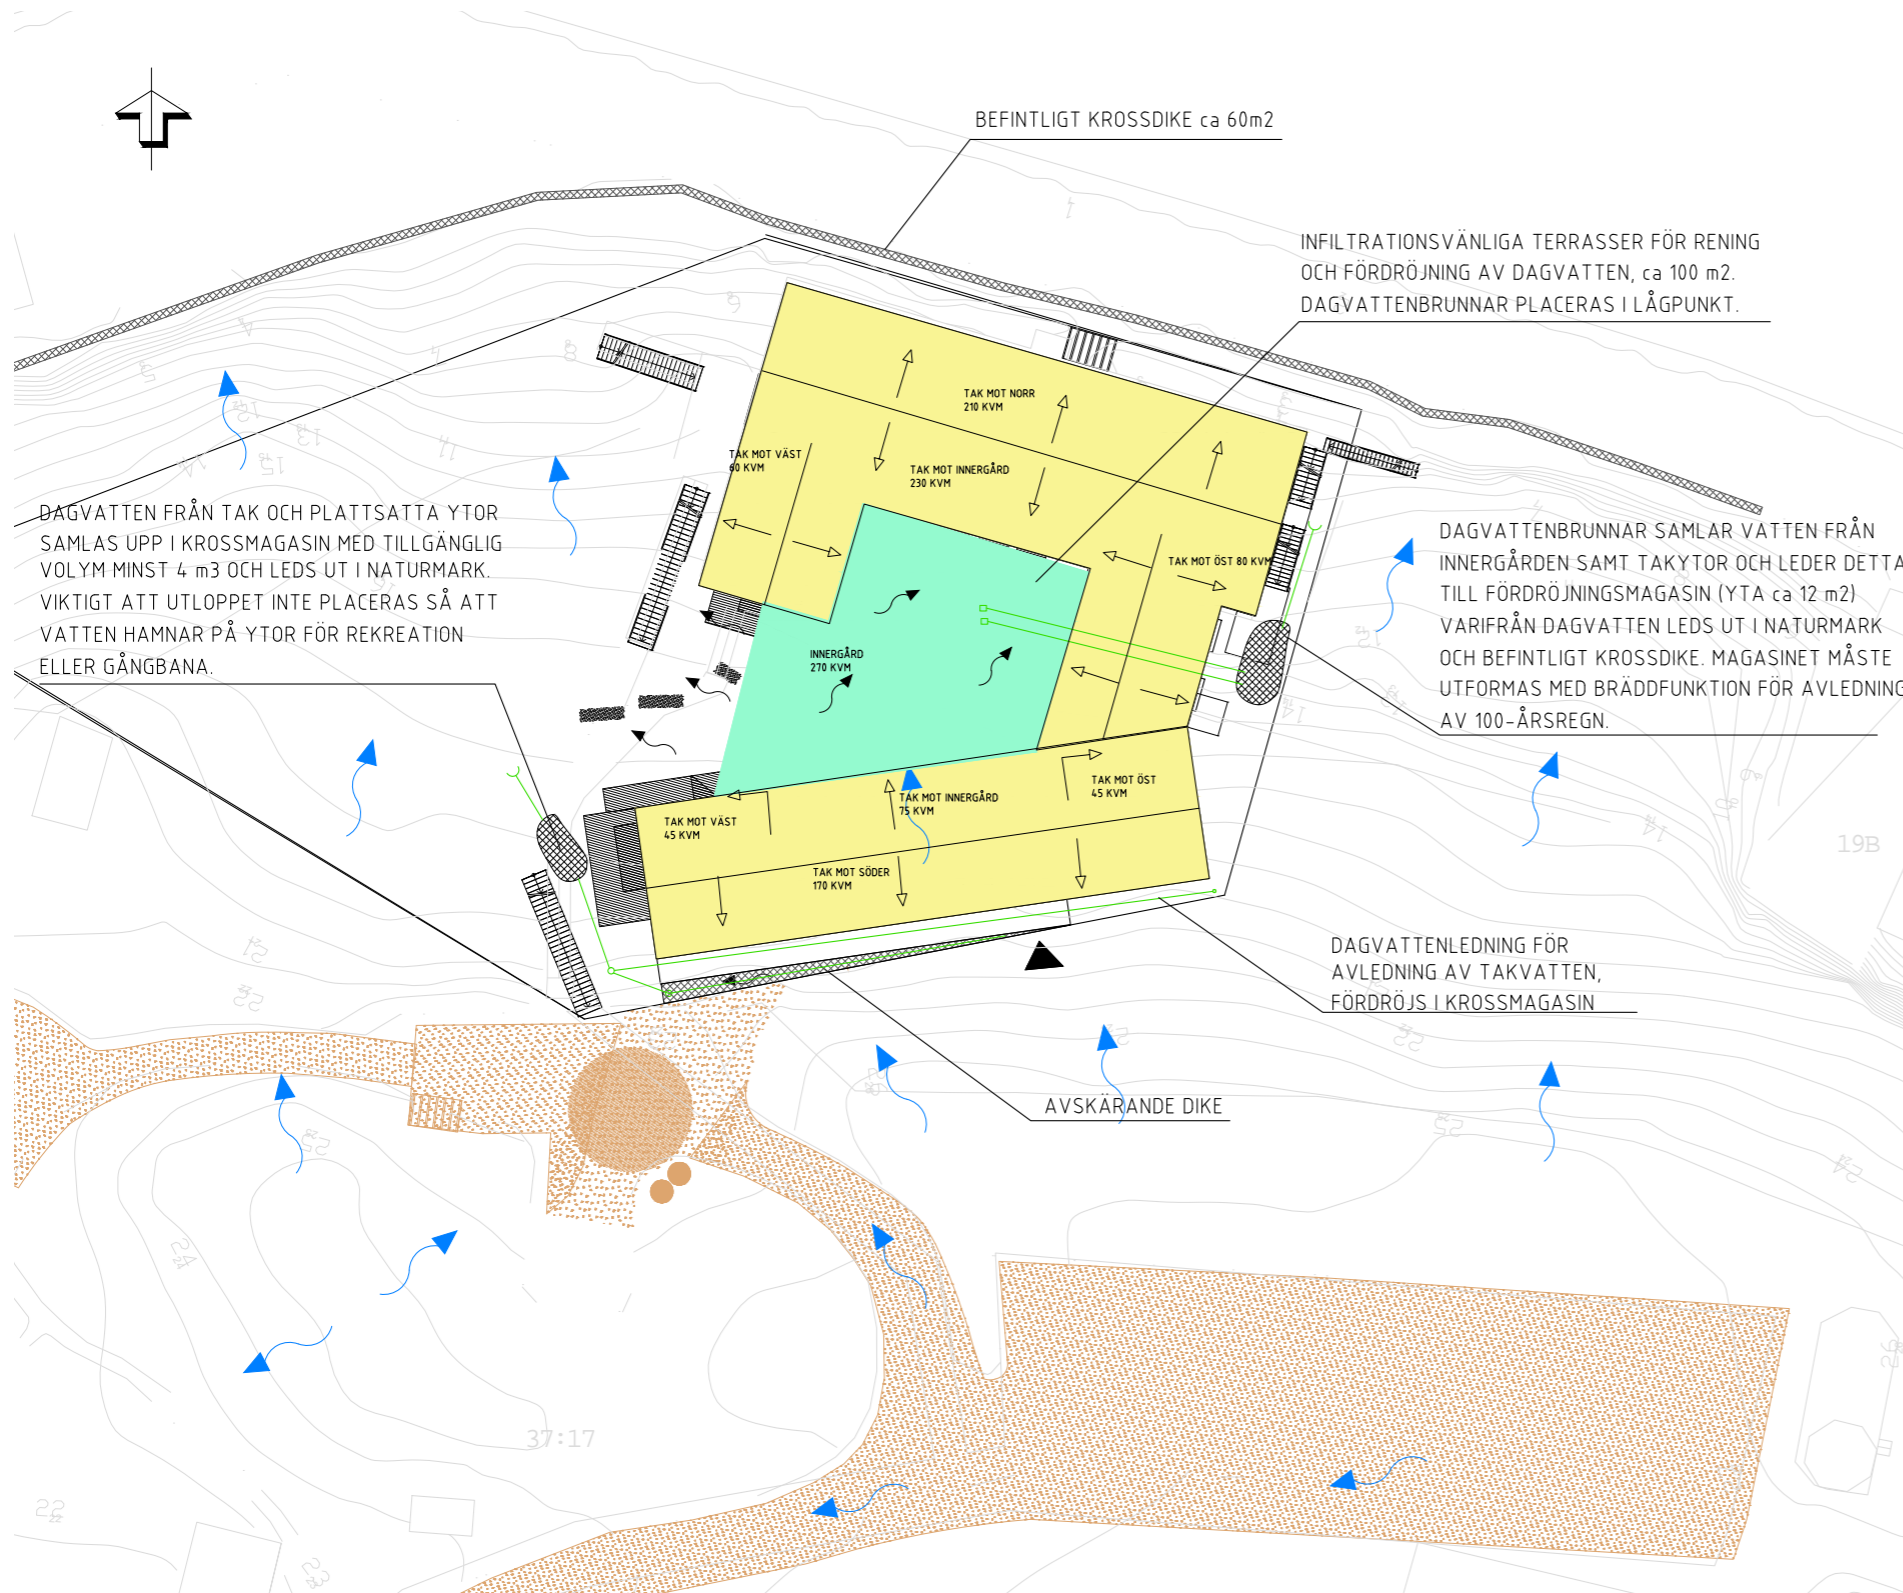 BEFINTLIGT KROSSDIKE ca 60m2
INFILTRATIONSVÄNLIGA TERRASSER FÖR RENING
OCH FÖRDRÖJNING AV DAGVATTEN, ca 100 m2.
DAGVATTENBRUNNAR PLACERAS I LÅGPUNKT.
TAK MOT NORR
210 KVM
TAK MOT VÄST
60 KVM
TAK MOT INNERGÅRD
230 KVM
TAK MOT ÖST 80 KVM
DAGVATTEN FRÅN TAK OCH PLATTSATTA YTOR
SAMLAS UPP I KROSSMAGASIN MED TILLGÄNGLIG
VOLYM MINST 4 m3 OCH LEDS UT I NATURMARK.
VIKTIGT ATT UTLOPPET INTE PLACERAS SÅ ATT
VATTEN HAMNAR PÅ YTOR FÖR REKREATION
ELLER GÅNGBANA.
DAGVATTENBRUNNAR SAMLAR VATTEN FRÅN
INNERGÅRDEN SAMT TAKYTOR OCH LEDER DETTA
TILL FÖRDRÖJNINGSMAGASIN (YTA ca 12 m2)
VARIFRÅN DAGVATTEN LEDS UT I NATURMARK
OCH BEFINTLIGT KROSSDIKE. MAGASINET MÅSTE
UTFORMAS MED BRÄDDFUNKTION FÖR AVLEDNING
AV 100-ÅRSREGN.
INNERGÅRD
270 KVM
TAK MOT ÖST
45 KVM
TAK MOT INNERGÅRD
75 KVM
TAK MOT VÄST
45 KVM
TAK MOT SÖDER
170 KVM
19B
DAGVATTENLEDNING FÖR
AVLEDNING AV TAKVATTEN,
FÖRDRÖJS I KROSSMAGASIN
AVSKÄRANDE DIKE
37:17